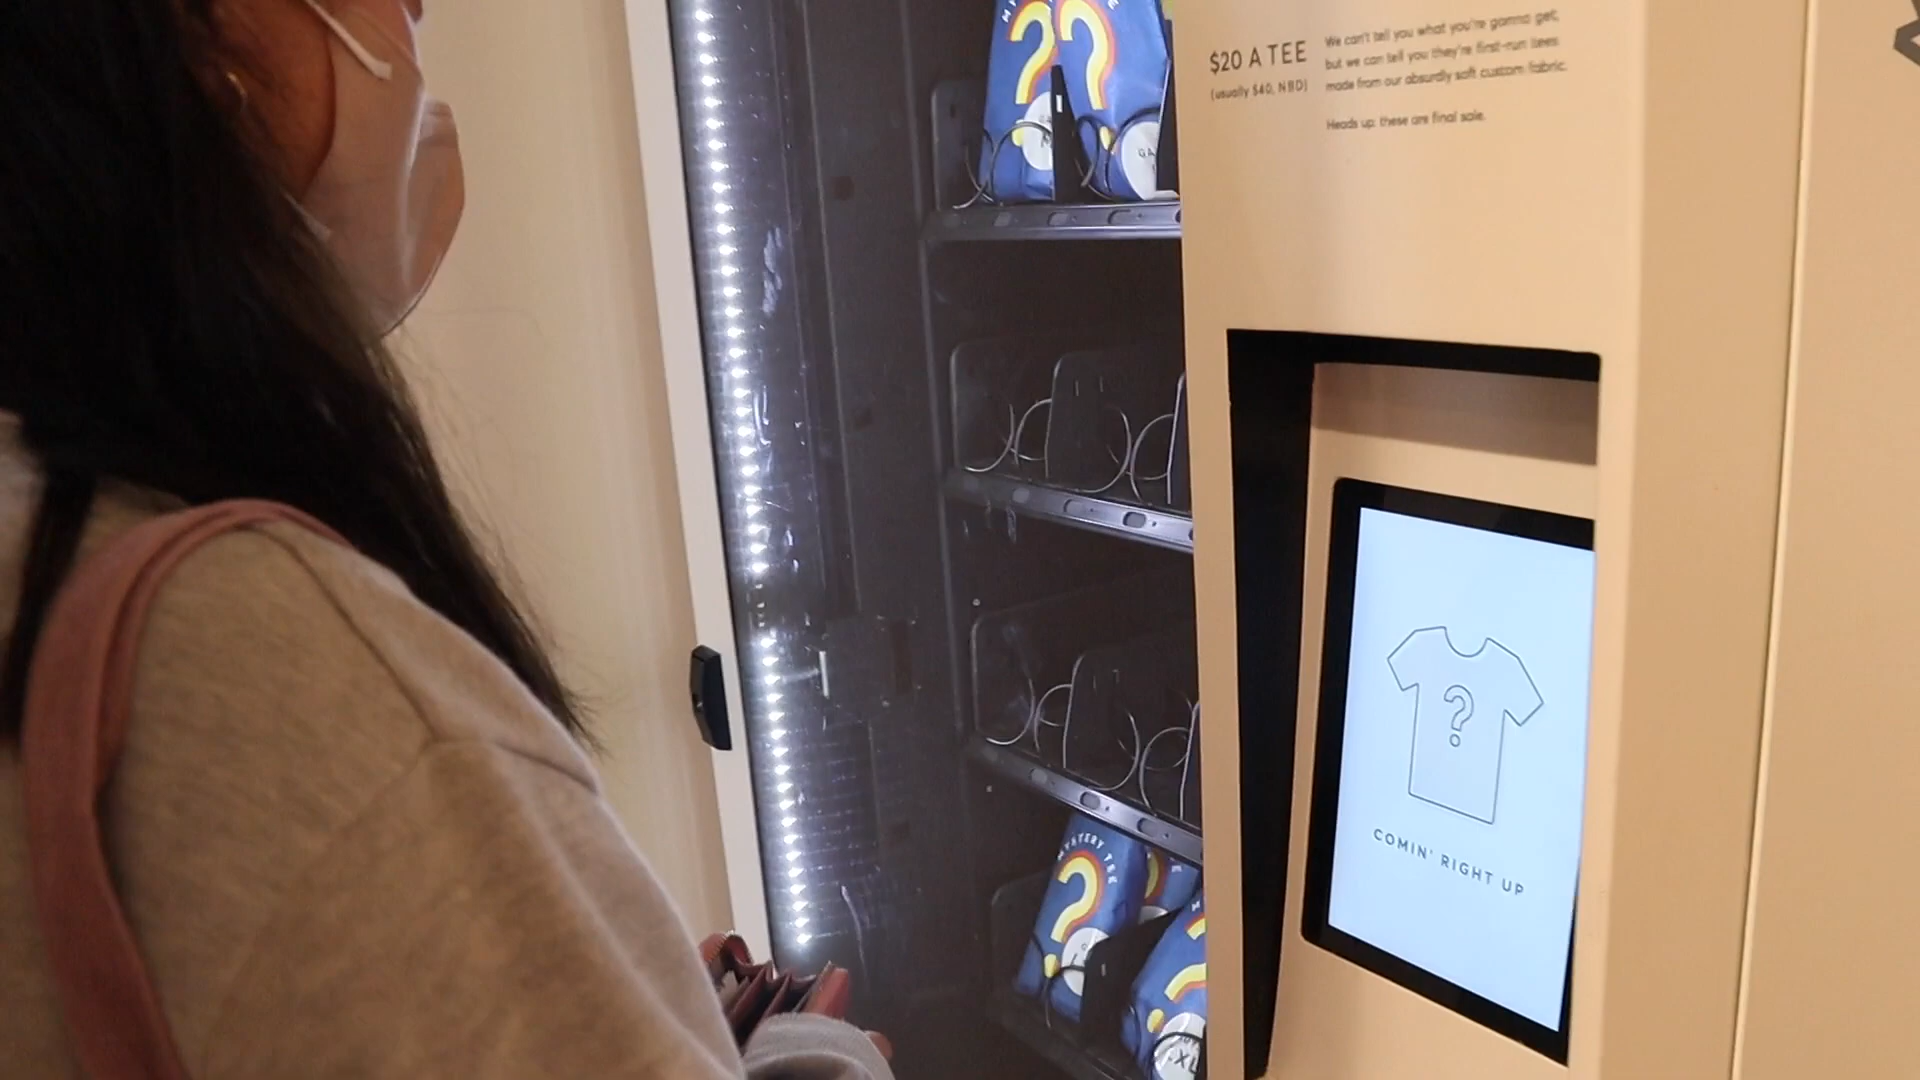 $20 A TEE
(usually $40, NBD)
We can't tell you what you're gonna get,
but we can tell you they're first-run tees
made from our absurdly soft custom fabric.
Heads up: these are final sale.
COMIN' RIGHT UP
MYSTERY TEE
XL